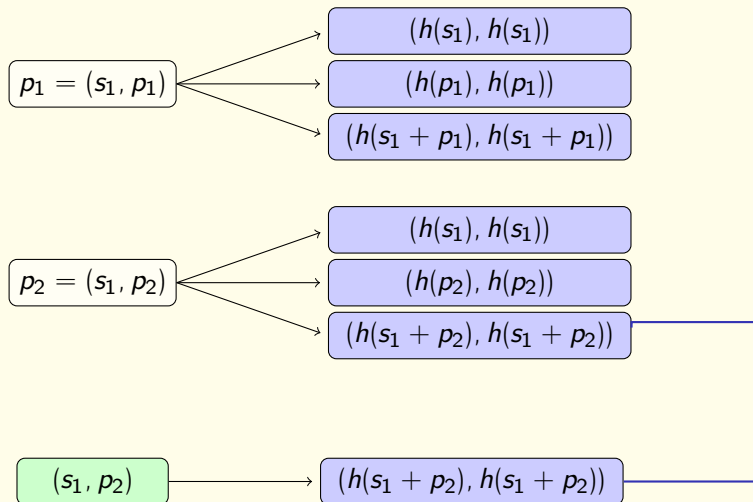 (h(s₁), h(s₁))
p₁ = (s₁, p₁)
(h(p₁), h(p₁))
(h(s₁ + p₁), h(s₁ + p₁))
(h(s₁), h(s₁))
p₂ = (s₁, p₂)
(h(p₂), h(p₂))
(h(s₁ + p₂), h(s₁ + p₂))
(s₁, p₂)
(h(s₁ + p₂), h(s₁ + p₂))